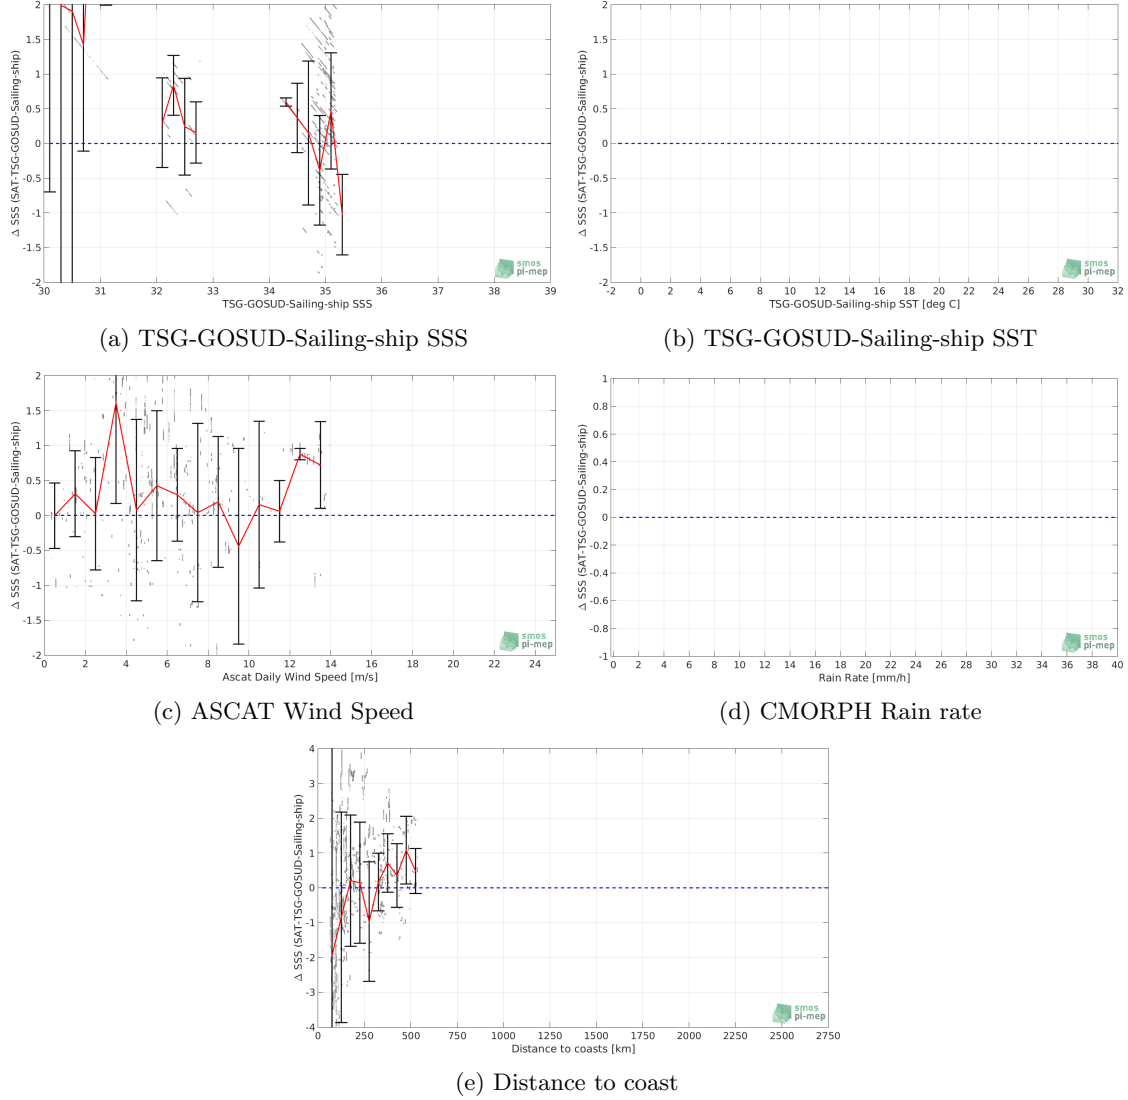 Δ SSS (SAT-TSG-GOSUD-Sailing-ship)
2
1.5
1
0.5
0
-0.5
-1
-1.5
-2
30 31 32 33 34 35 36 37 38 39
TSG-GOSUD-Sailing-ship SSS
smos
pi-mep
(a) TSG-GOSUD-Sailing-ship SSS
Δ SSS (SAT-TSG-GOSUD-Sailing-ship)
2
1.5
1
0.5
0
-0.5
-1
-1.5
-2
-2 0 2 4 6 8 10 12 14 16 18 20 22 24 26 28 30 32
TSG-GOSUD-Sailing-ship SST [deg C]
smos
pi-mep
(b) TSG-GOSUD-Sailing-ship SST
Δ SSS (SAT-TSG-GOSUD-Sailing-ship)
2
1.5
1
0.5
0
-0.5
-1
-1.5
-2
0 2 4 6 8 10 12 14 16 18 20 22 24
Ascat Daily Wind Speed [m/s]
smos
pi-mep
(c) ASCAT Wind Speed
Δ SSS (SAT-TSG-GOSUD-Sailing-ship)
1
0.8
0.6
0.4
0.2
0
-0.2
-0.4
-0.6
-0.8
-1
0 2 4 6 8 10 12 14 16 18 20 22 24 26 28 30 32 34 36 38 40
Rain Rate [mm/h]
smos
pi-mep
(d) CMORPH Rain rate
Δ SSS (SAT-TSG-GOSUD-Sailing-ship)
4
3
2
1
0
-1
-2
-3
-4
0 250 500 750 1000 1250 1500 1750 2000 2250 2500 2750
Distance to coasts [km]
smos
pi-mep
(e) Distance to coast